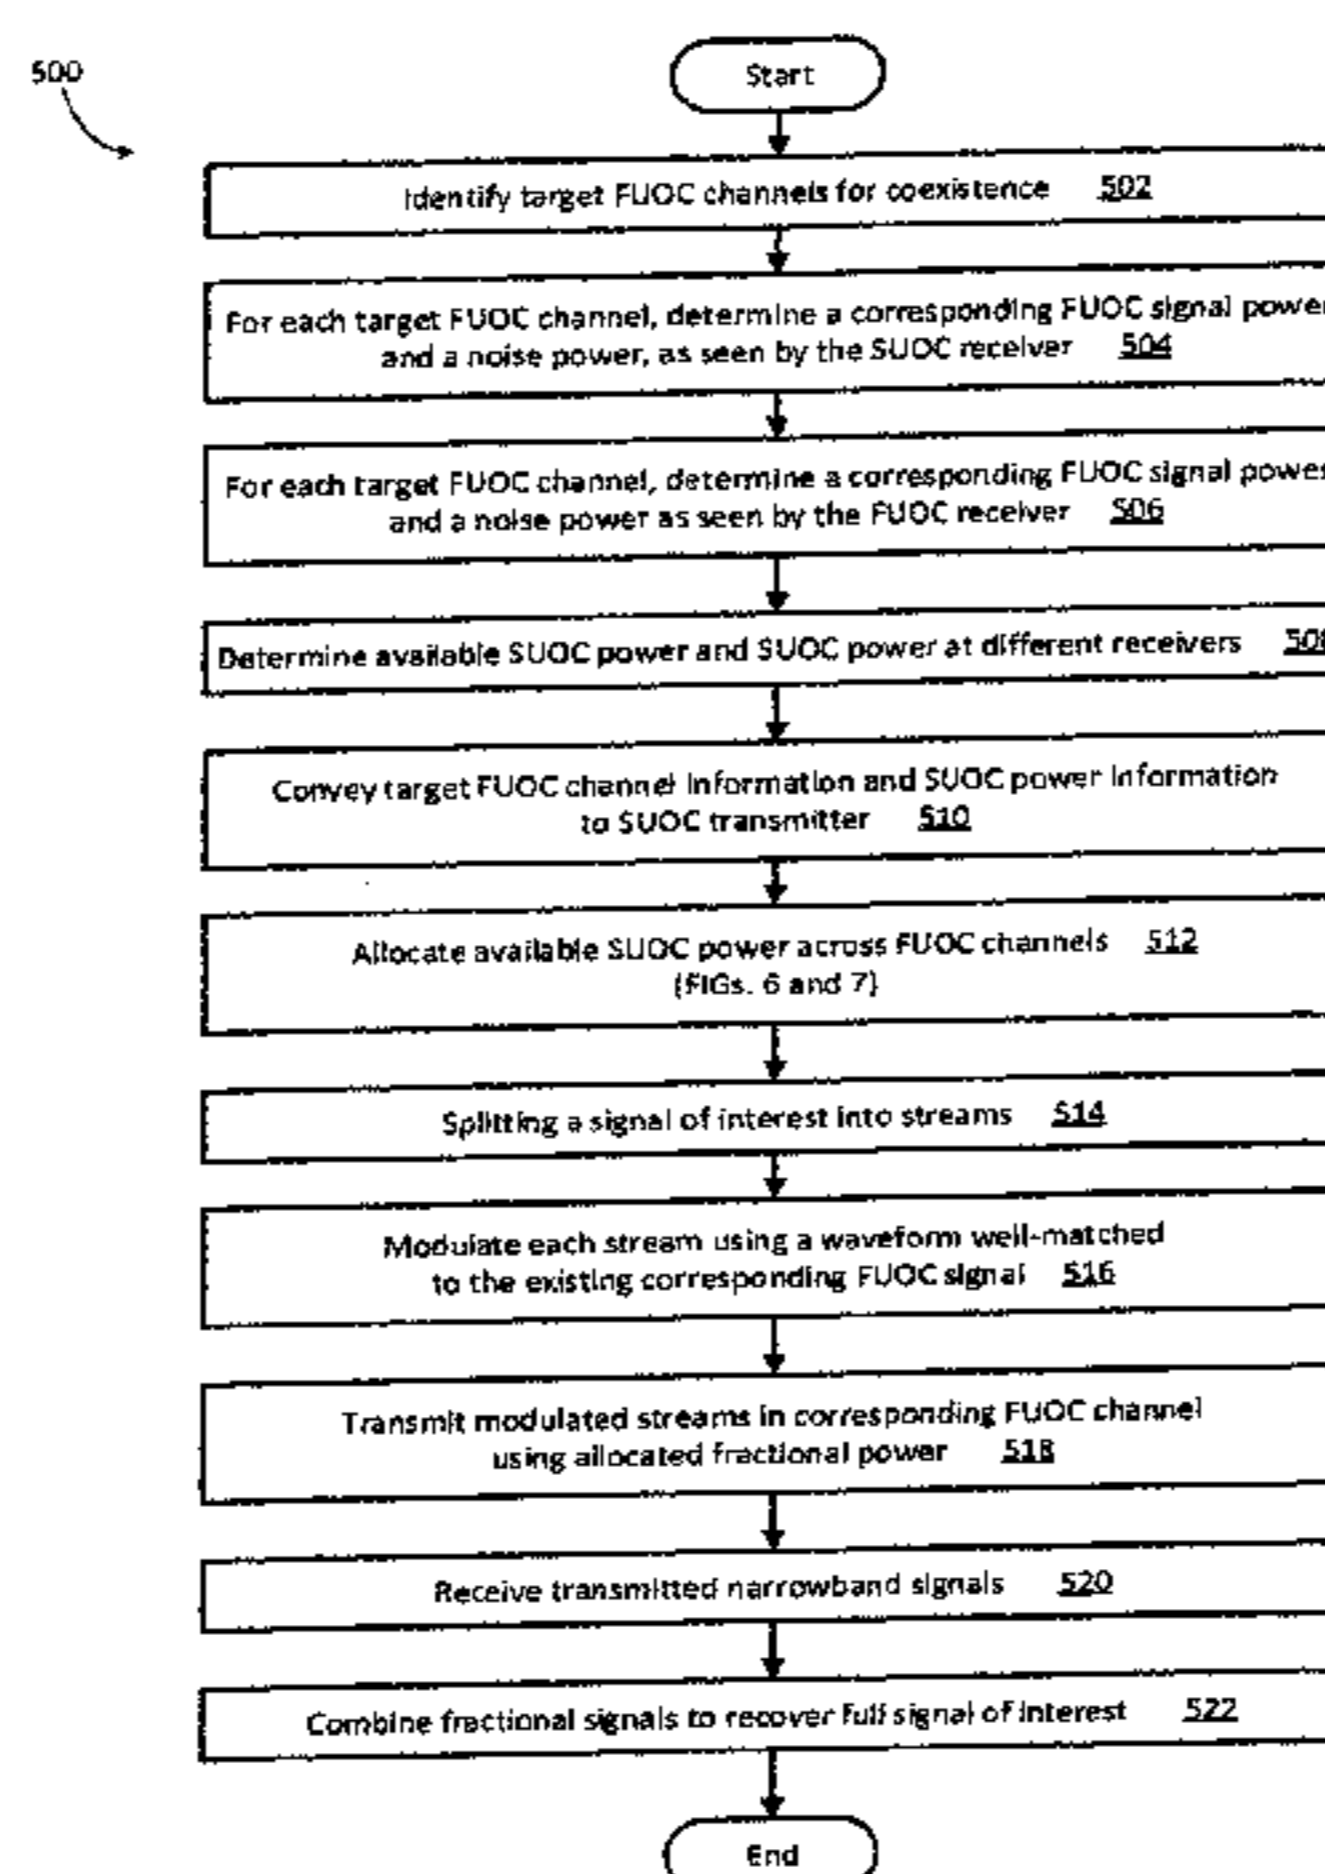 500
Start
Identify target FUOC channels for coexistence 502
For each target FUOC channel, determine a corresponding FUOC signal power
and a noise power, as seen by the SUOC receiver 504
For each target FUOC channel, determine a corresponding FUOC signal power
and a noise power as seen by the FUOC receiver 506
Determine available SUOC power and SUOC power at different receivers 508
Convey target FUOC channel information and SUOC power information
to SUOC transmitter 510
Allocate available SUOC power across FUOC channels 512
(FIGs. 6 and 7)
Splitting a signal of interest into streams 514
Modulate each stream using a waveform well-matched
to the existing corresponding FUOC signal 516
Transmit modulated streams in corresponding FUOC channel
using allocated fractional power 518
Receive transmitted narrowband signals 520
Combine fractional signals to recover full signal of interest 522
End